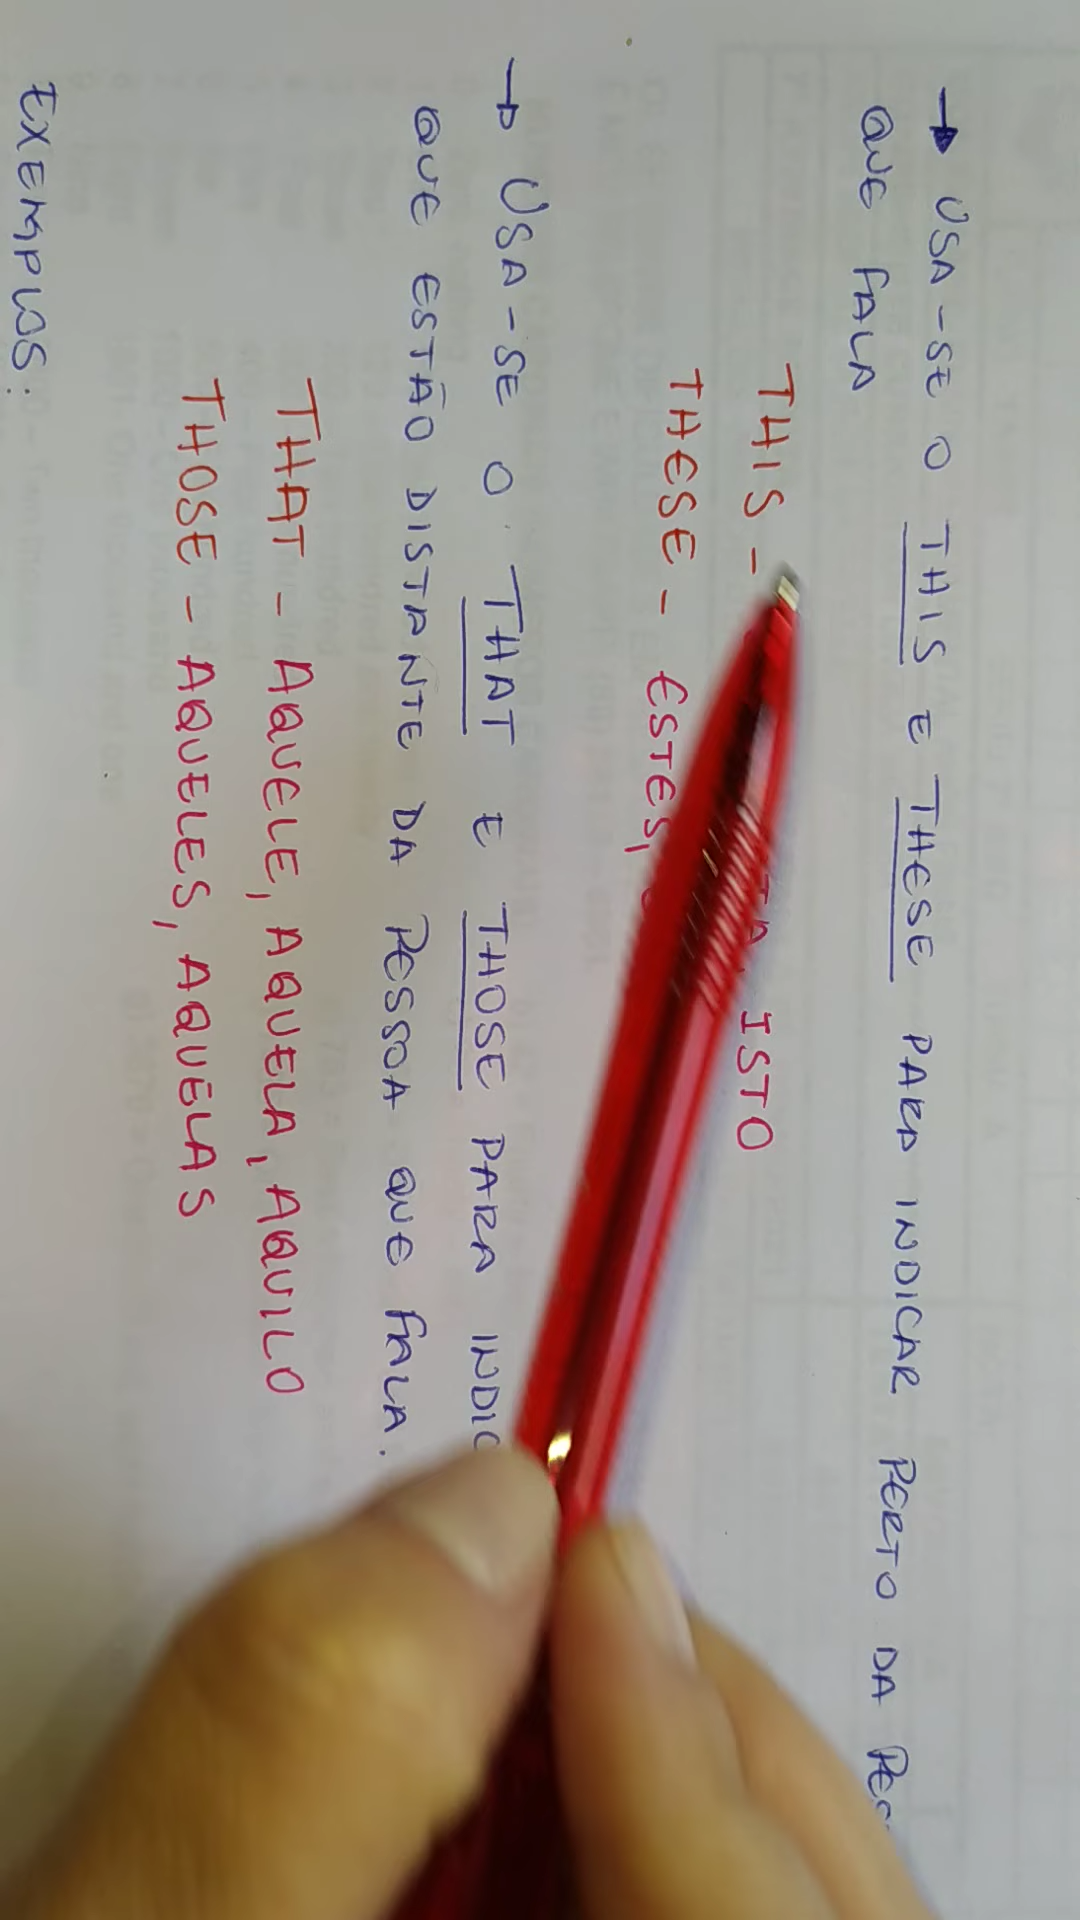 → USA-SE O THIS E THESE PARA INDICAR PERTO DA
QUE FALA
THIS - ISTO
THESE - ESTES,
→ USA-SE O THAT E THOSE PARA
QUE ESTÃO DISTANTE DA PESSOA QUE FALA.
THAT - AQUELE, AQUELA, AQUILO
THOSE - AQUELES, AQUELAS
EXEMPLOS: